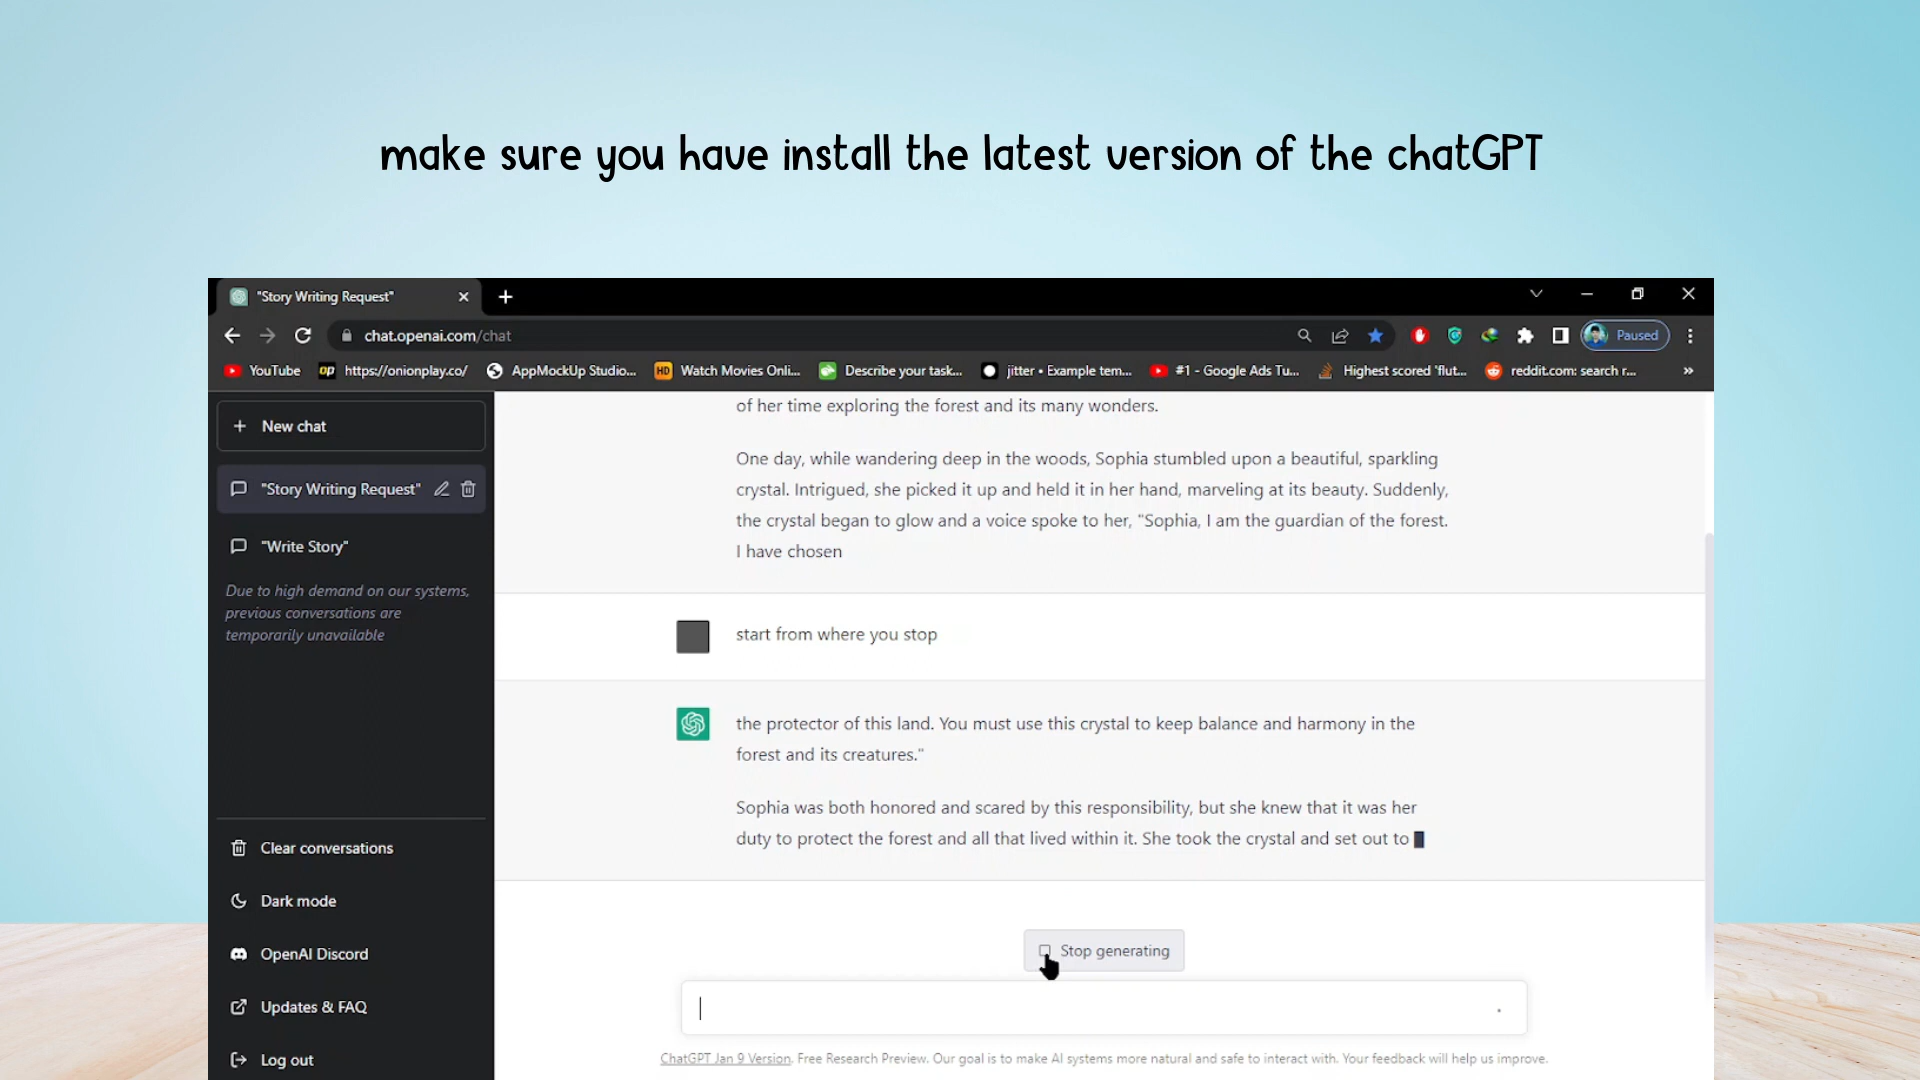 make sure you have install the latest version of the chatGPT
"Story Writing Request"
chat.openai.com/chat
Paused
YouTube
op
https://onionplay.co/
AppMockUp Studio...
HD
Watch Movies Onli...
Describe your task...
jitter • Example tem...
#1 - Google Ads Tu...
Highest scored 'flut...
reddit.com: search r...
»
New chat
"Story Writing Request"
"Write Story"
Due to high demand on our systems,
previous conversations are
temporarily unavailable
Clear conversations
Dark mode
OpenAI Discord
Updates & FAQ
Log out
of her time exploring the forest and its many wonders.
One day, while wandering deep in the woods, Sophia stumbled upon a beautiful, sparkling
crystal. Intrigued, she picked it up and held it in her hand, marveling at its beauty. Suddenly,
the crystal began to glow and a voice spoke to her, "Sophia, I am the guardian of the forest.
I have chosen
start from where you stop
the protector of this land. You must use this crystal to keep balance and harmony in the
forest and its creatures."
Sophia was both honored and scared by this responsibility, but she knew that it was her
duty to protect the forest and all that lived within it. She took the crystal and set out to
Stop generating
ChatGPT Jan 9 Version. Free Research Preview. Our goal is to make AI systems more natural and safe to interact with. Your feedback will help us improve.